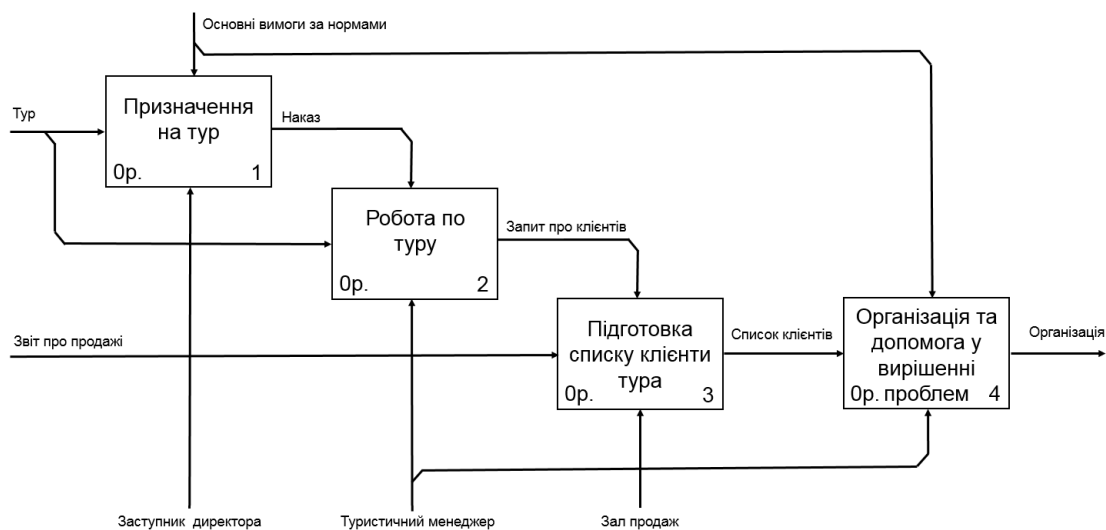 Основні вимоги за нормами
Тур
Призначення
на тур
0р.
1
Наказ
Робота по
туру
0р.
2
Запит про клієнтів
Звіт про продажі
Підготовка
списку клієнти
тура
0р.
3
Список клієнтів
Організація та
допомога у
вирішенні
0р. проблем 4
Організація
Заступник директора
Туристичний менеджер
Зал продаж